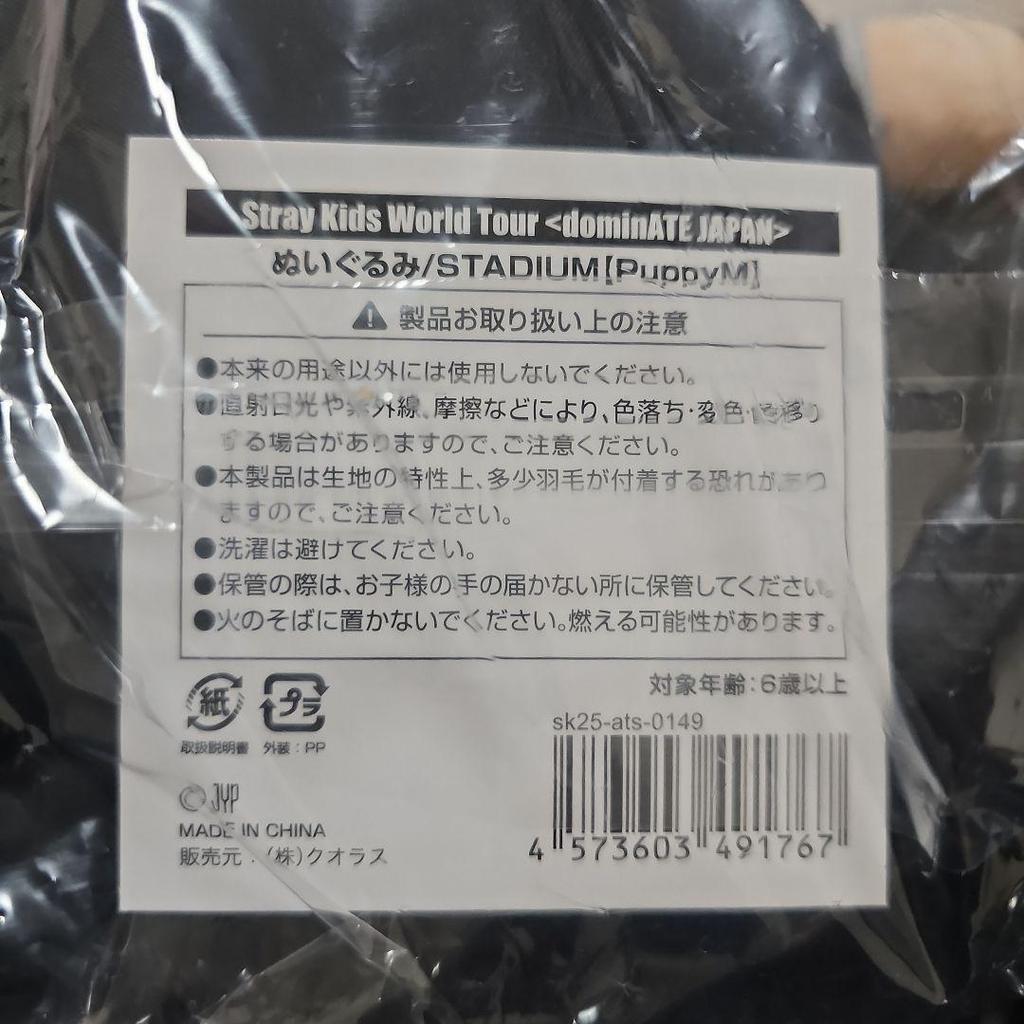 Stray Kids World Tour <dominATE JAPAN>
ぬいぐるみ/STADIUM【PuppyM】
製品お取り扱い上の注意
●本来の用途以外には使用しないでください。
●直射日光や紫外線、摩擦などにより、色落ち・変色・色移り
する場合がありますので、ご注意ください。
●本製品は生地の特性上、多少羽毛が付着する恐れがあり
ますので、ご注意ください。
●洗濯は避けてください。
●保管の際は、お子様の手の届かない所に保管してください。
●火のそばに置かないでください。燃える可能性があります。
対象年齢:6歳以上
紙 プラ
取扱説明書 外装:PP
sk25-ats-0149
© JYP
MADE IN CHINA
販売元:(株)クオラス
4 573603 491767